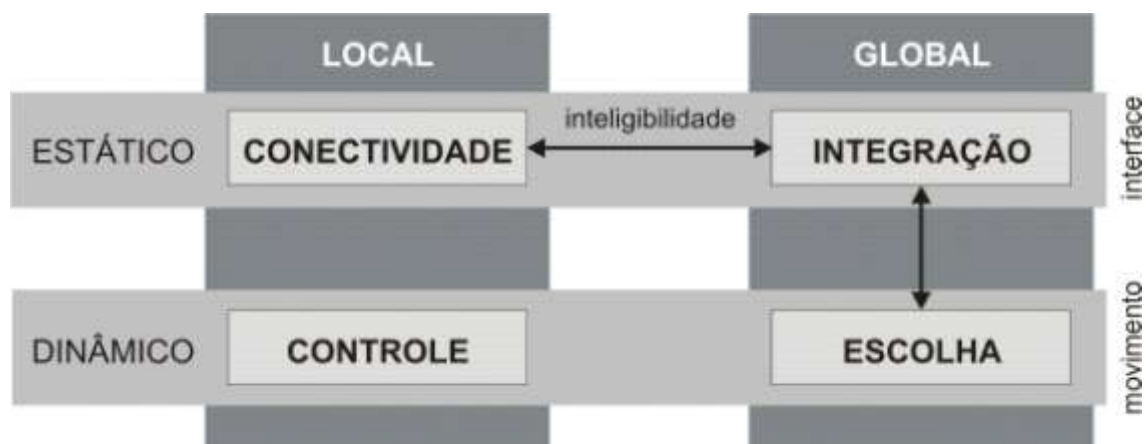 LOCAL
GLOBAL
ESTÁTICO
CONECTIVIDADE
inteligibilidade
INTEGRAÇÃO
interface
DINÂMICO
CONTROLE
ESCOLHA
movimento